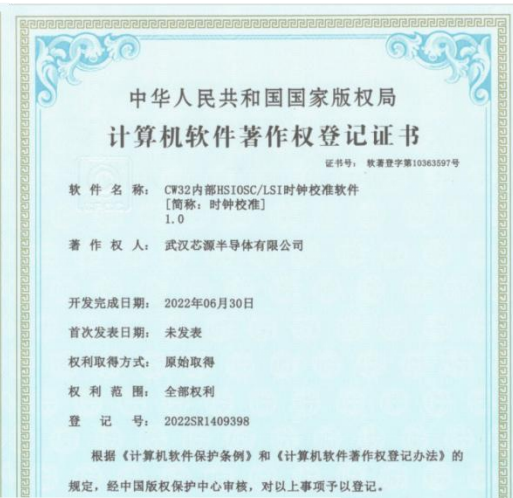 中华人民共和国国家版权局
计算机软件著作权登记证书
证书号： 软著登字第10363597号
软件名称： CW32内部HSIOSC/LSI时钟校准软件
[简称：时钟校准]
1.0
著作权人： 武汉芯源半导体有限公司
开发完成日期： 2022年06月30日
首次发表日期： 未发表
权利取得方式： 原始取得
权利范围： 全部权利
登记号： 2022SR1409398
根据《计算机软件保护条例》和《计算机软件著作权登记办法》的
规定，经中国版权保护中心审核，对以上事项予以登记。